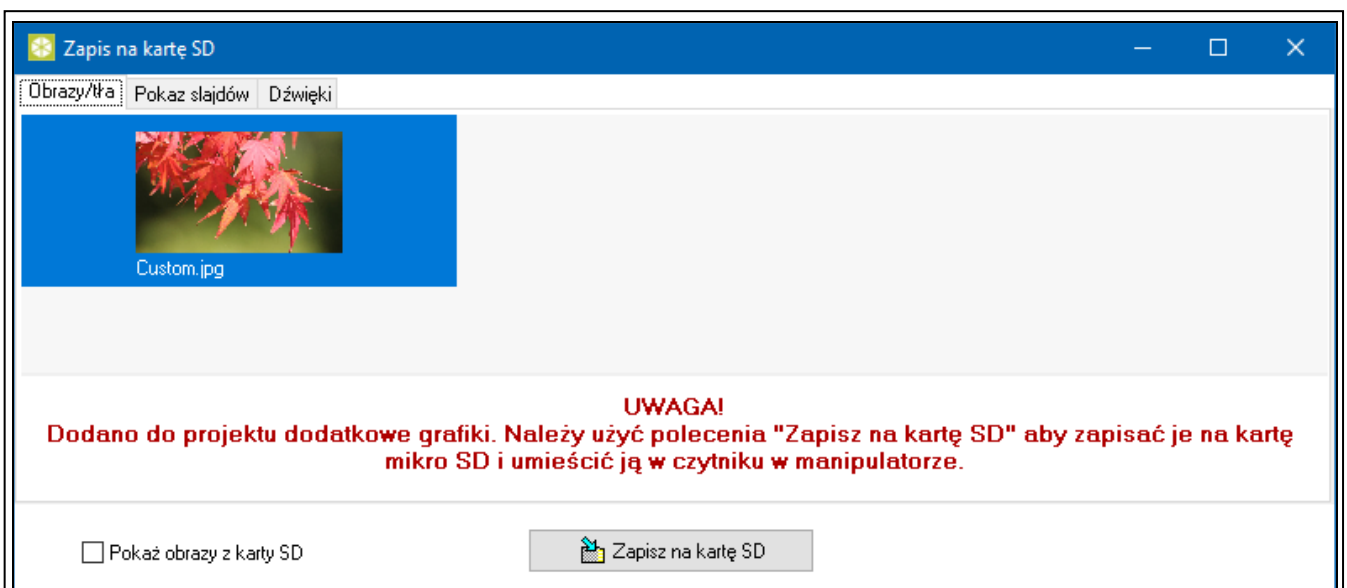 Zapis na kartę SD
Obrazy/tła Pokaz slajdów Dźwięki
Custom.jpg
UWAGA!
Dodano do projektu dodatkowe grafiki. Należy użyć polecenia "Zapisz na kartę SD" aby zapisać je na kartę
mikro SD i umieścić ją w czytniku w manipulatorze.
Pokaż obrazy z karty SD Zapisz na kartę SD